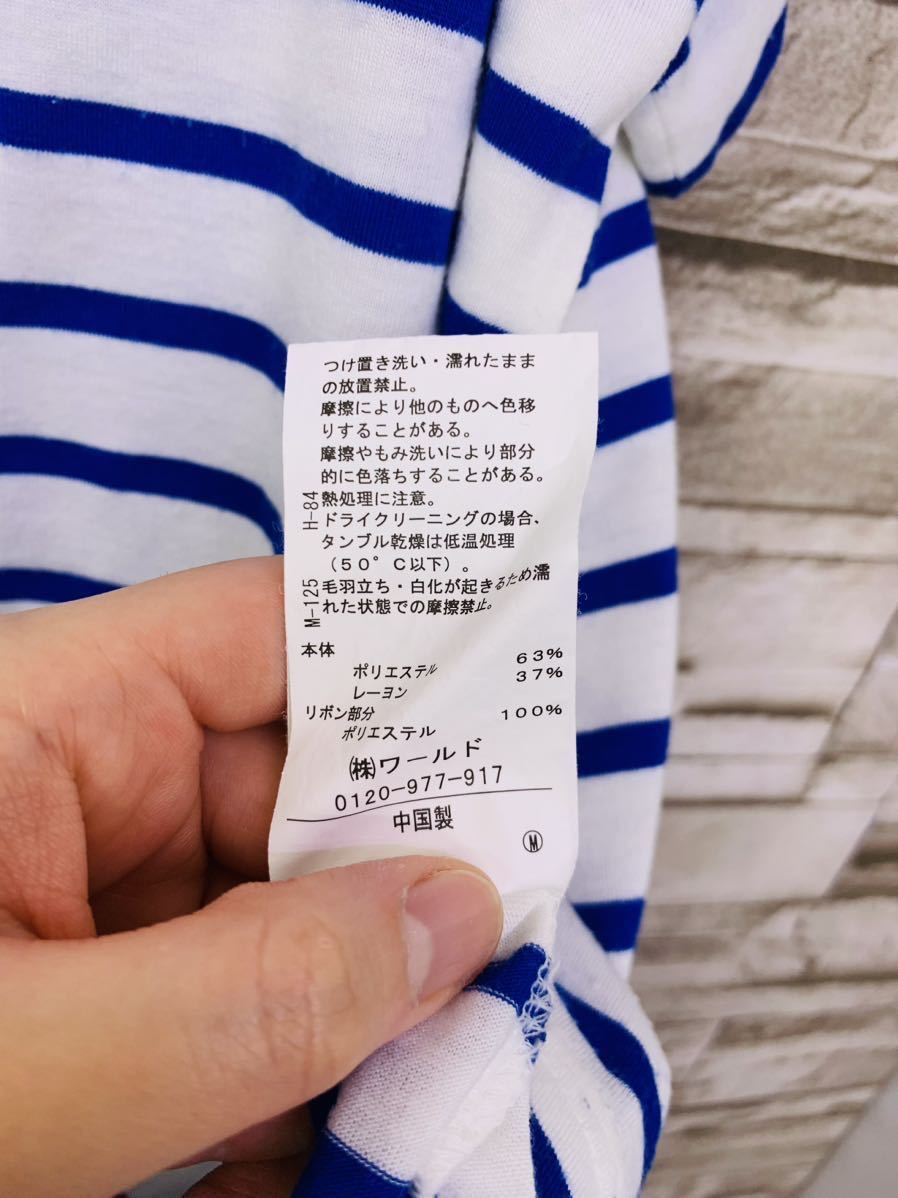 つけ置き洗い・濡れたまま
の放置禁止。
摩擦により他のものへ色移
りすることがある。
摩擦やもみ洗いにより部分
的に色落ちすることがある。
熱処理に注意。
ドライクリーニングの場合、
タンブル乾燥は低温処理
（50°C以下）。
毛羽立ち・白化が起きるため濡
れた状態での摩擦禁止。
H-84
M-125
本体
ポリエステル 63%
レーヨン 37%
リボン部分
ポリエステル 100%
㈱ワールド
0120-977-917
中国製
Ⓜ